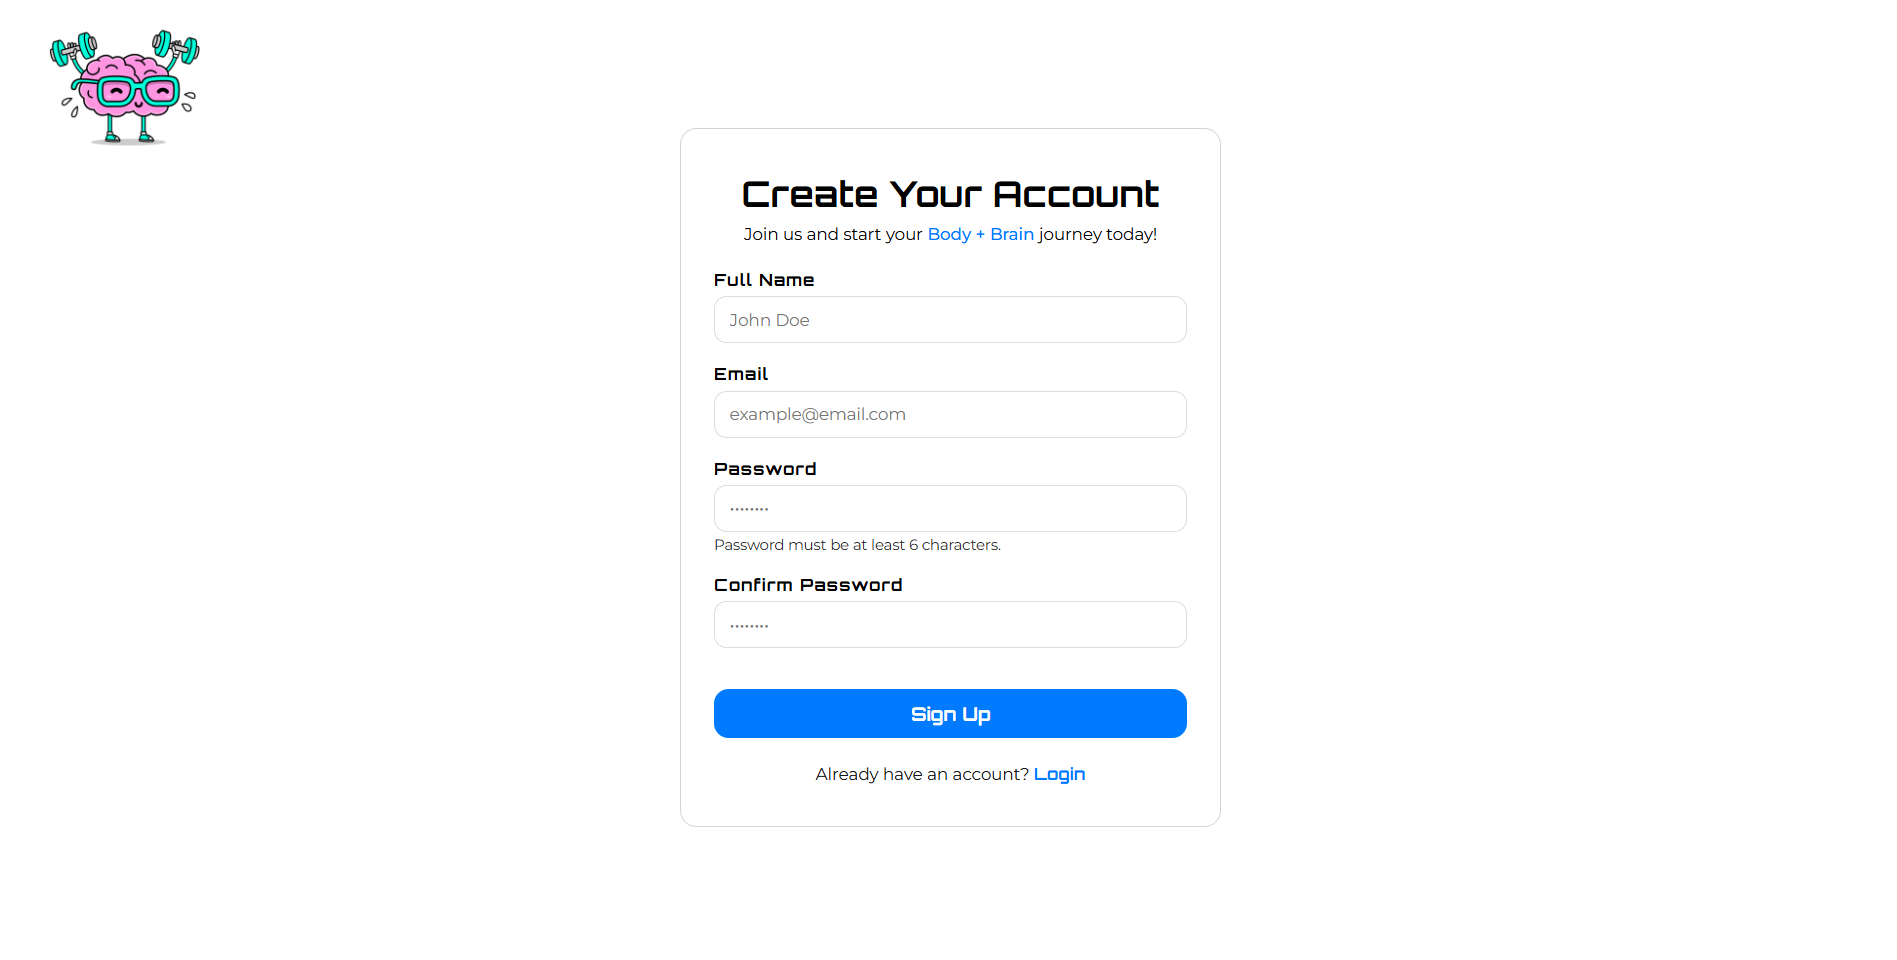 Create Your Account
Join us and start your Body + Brain journey today!
Full Name
John Doe
Email
example@email.com
Password
••••••••
Password must be at least 6 characters.
Confirm Password
••••••••
Sign Up
Already have an account? Login